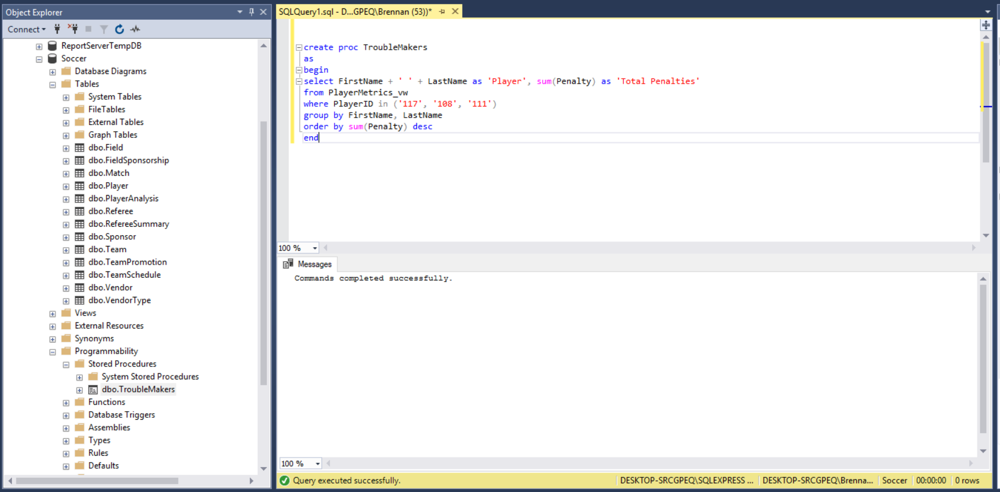 Object Explorer
Connect
ReportServerTempDB
Soccer
Database Diagrams
Tables
System Tables
FileTables
External Tables
Graph Tables
dbo.Field
dbo.FieldSponsorship
dbo.Match
dbo.Player
dbo.PlayerAnalysis
dbo.Referee
dbo.RefereeSummary
dbo.Sponsor
dbo.Team
dbo.TeamPromotion
dbo.TeamSchedule
dbo.Vendor
dbo.VendorType
Views
External Resources
Synonyms
Programmability
Stored Procedures
System Stored Procedures
dbo.TroubleMakers
Functions
Database Triggers
Assemblies
Types
Rules
Defaults
SQLQuery1.sql - D...GPEQ\Brennan (53))*
create proc TroubleMakers
as
begin
select FirstName + ' ' + LastName as 'Player', sum(Penalty) as 'Total Penalties'
from PlayerMetrics_vw
where PlayerID in ('117', '108', '111')
group by FirstName, LastName
order by sum(Penalty) desc
end
100 %
Messages
Commands completed successfully.
100 %
Query executed successfully.
DESKTOP-SRCGPEQ\SQLEXPRESS ...
DESKTOP-SRCGPEQ\Brenna...
Soccer
00:00:00
0 rows